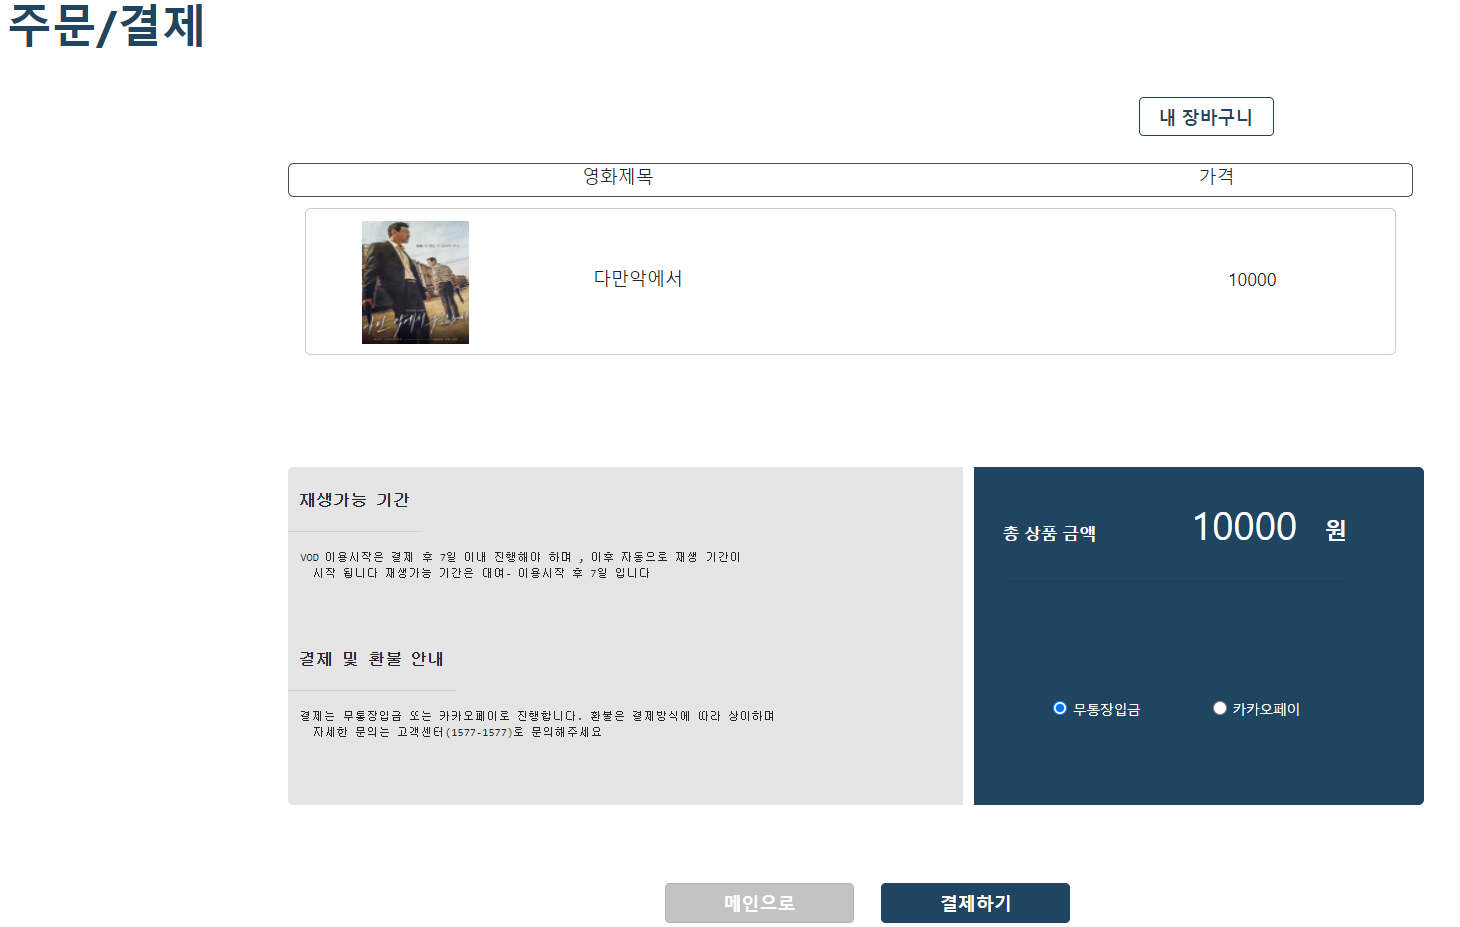 주문/결제
내 장바구니
영화제목 가격
다만악에서 10000
재생가능 기간
VOD 이용시작은 결제 후 7일 이내 진행해야 하며 , 이후 자동으로 재생 기간이
시작 됩니다 재생가능 기간은 대여- 이용시작 후 7일 입니다
결제 및 환불 안내
결제는 무통장입금 또는 카카오페이로 진행합니다. 환불은 결제방식에 따라 상이하며
자세한 문의는 고객센터(1577-1577)로 문의해주세요
총 상품 금액 10000 원
무통장입금 카카오페이
메인으로 결제하기